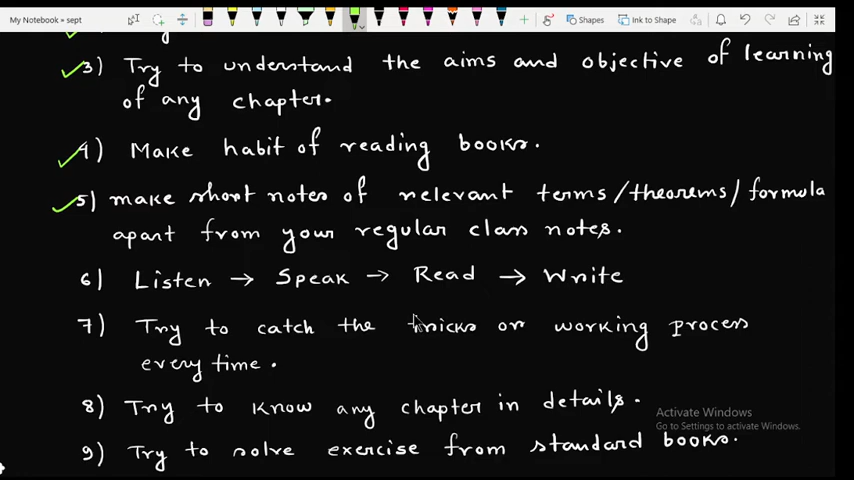 My Notebook » sept
Shapes
Ink to Shape
3) Try to understand the aims and objective of learning
of any chapter.
4) Make habit of reading books.
5) make short notes of relevant terms/theorems/formula
apart from your regular class notes.
6) Listen → Speak → Read → Write
7) Try to catch the tricks or working process
every time.
8) Try to know any chapter in details.
Activate Windows
Go to Settings to activate Windows.
9) Try to solve exercise from standard books.